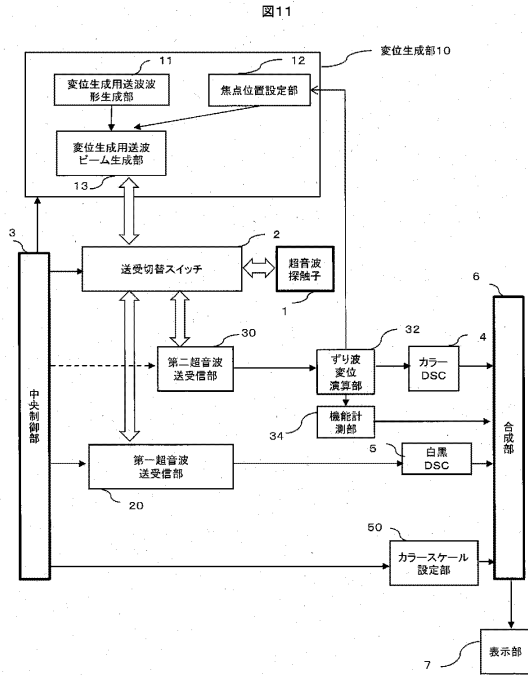 図11
変位生成部10
11
12
変位生成用送波波
形生成部
焦点位置設定部
変位生成用送波
ビーム生成部
13
3
2
送受切替スイッチ
超音波
探触子
1
6
30
32
4
第二超音波
送受信部
ずり波
変位
演算部
カラー
DSC
中央制御部
合成部
34
機能計
測部
5
第一超音波
送受信部
白黒
DSC
20
50
カラースケール
設定部
表示部
7